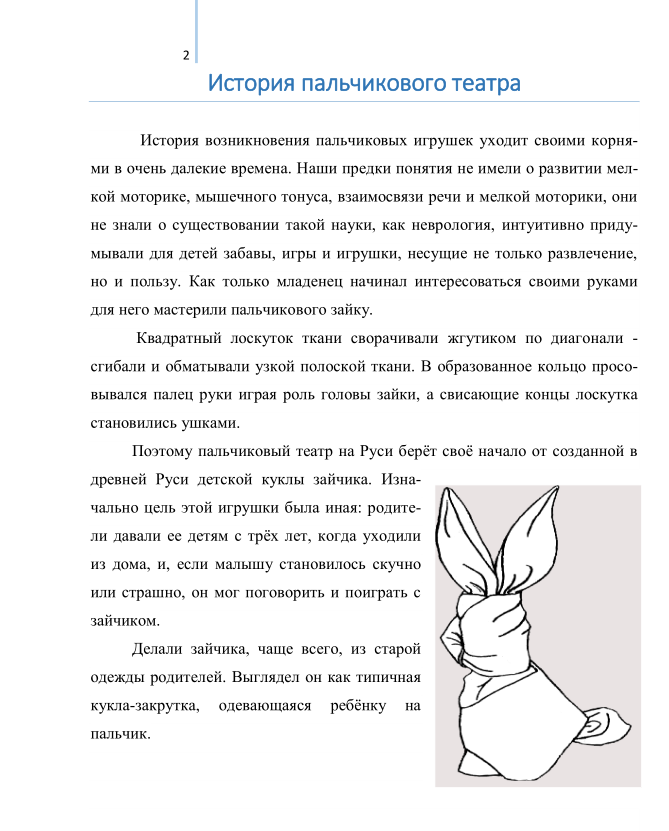 2
История пальчикового театра
История возникновения пальчиковых игрушек уходит своими корня-
ми в очень далекие времена. Наши предки понятия не имели о развитии мел-
кой моторике, мышечного тонуса, взаимосвязи речи и мелкой моторики, они
не знали о существовании такой науки, как неврология, интуитивно приду-
мывали для детей забавы, игры и игрушки, несущие не только развлечение,
но и пользу. Как только младенец начинал интересоваться своими руками
для него мастерили пальчикового зайку.
Квадратный лоскуток ткани сворачивали жгутиком по диагонали -
сгибали и обматывали узкой полоской ткани. В образованное кольцо просо-
вывался палец руки играя роль головы зайки, а свисающие концы лоскутка
становились ушками.
Поэтому пальчиковый театр на Руси берёт своё начало от созданной в
древней Руси детской куклы зайчика. Изна-
чально цель этой игрушки была иная: родите-
ли давали ее детям с трёх лет, когда уходили
из дома, и, если малышу становилось скучно
или страшно, он мог поговорить и поиграть с
зайчиком.
Делали зайчика, чаще всего, из старой
одежды родителей. Выглядел он как типичная
кукла-закрутка, одевающаяся ребёнку на
пальчик.